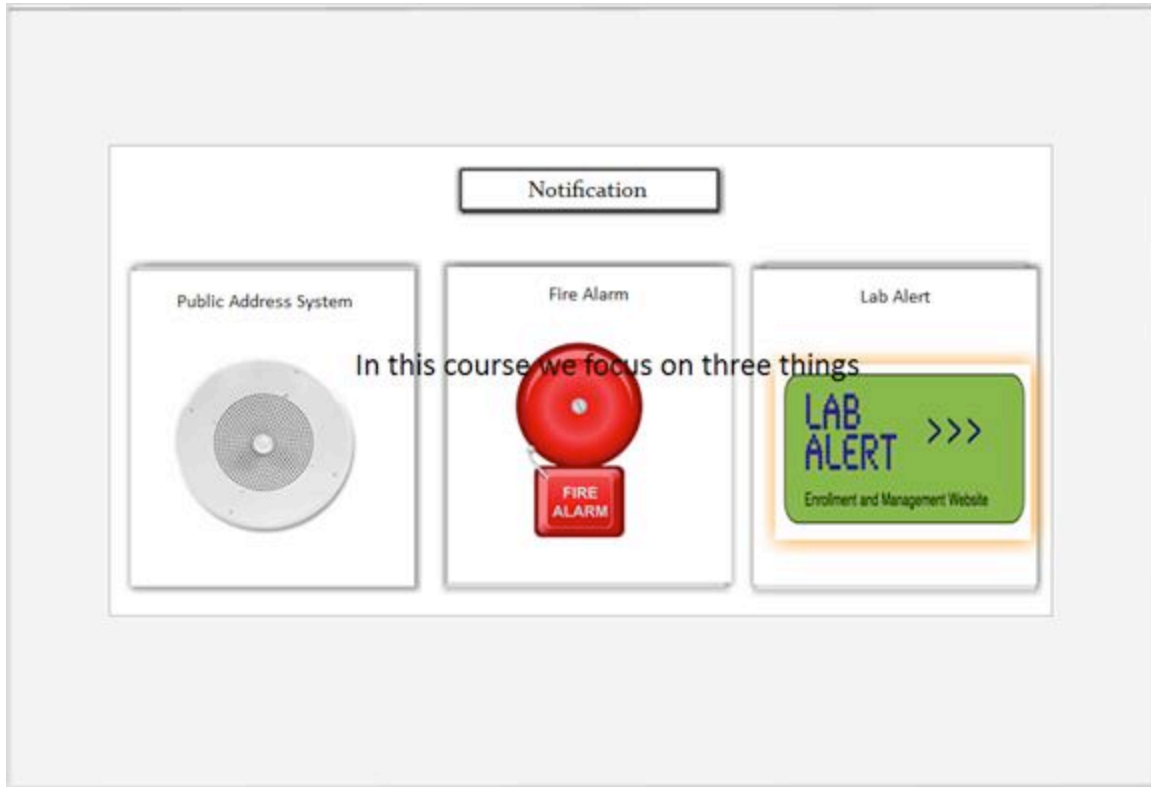 Notification
Public Address System
Fire Alarm
Lab Alert
In this course we focus on three things
FIRE
ALARM
LAB
ALERT >>>
Enrollment and Management Website